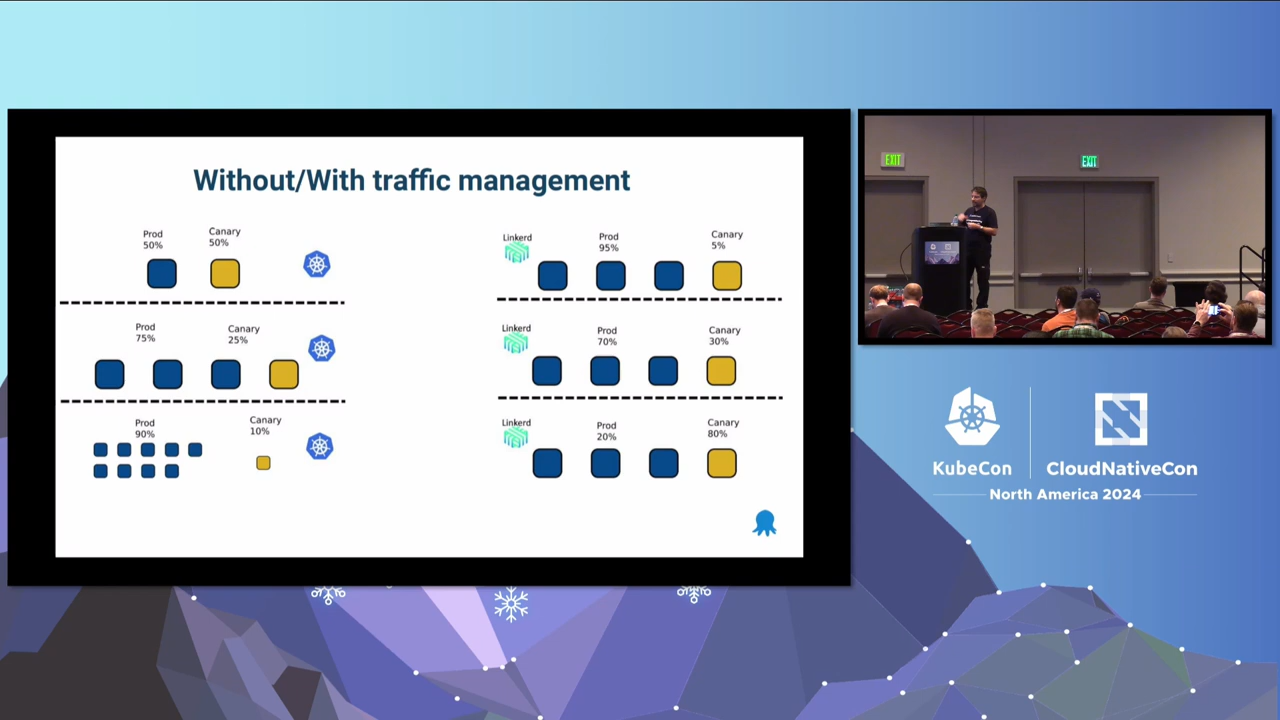 Without/With traffic management
Prod
50%
Canary
50%
Prod
75%
Canary
25%
Prod
90%
Canary
10%
Linkerd
Prod
95%
Canary
5%
Linkerd
Prod
70%
Canary
30%
Linkerd
Prod
20%
Canary
80%
EXIT
EXIT
KubeCon
CloudNativeCon
North America 2024